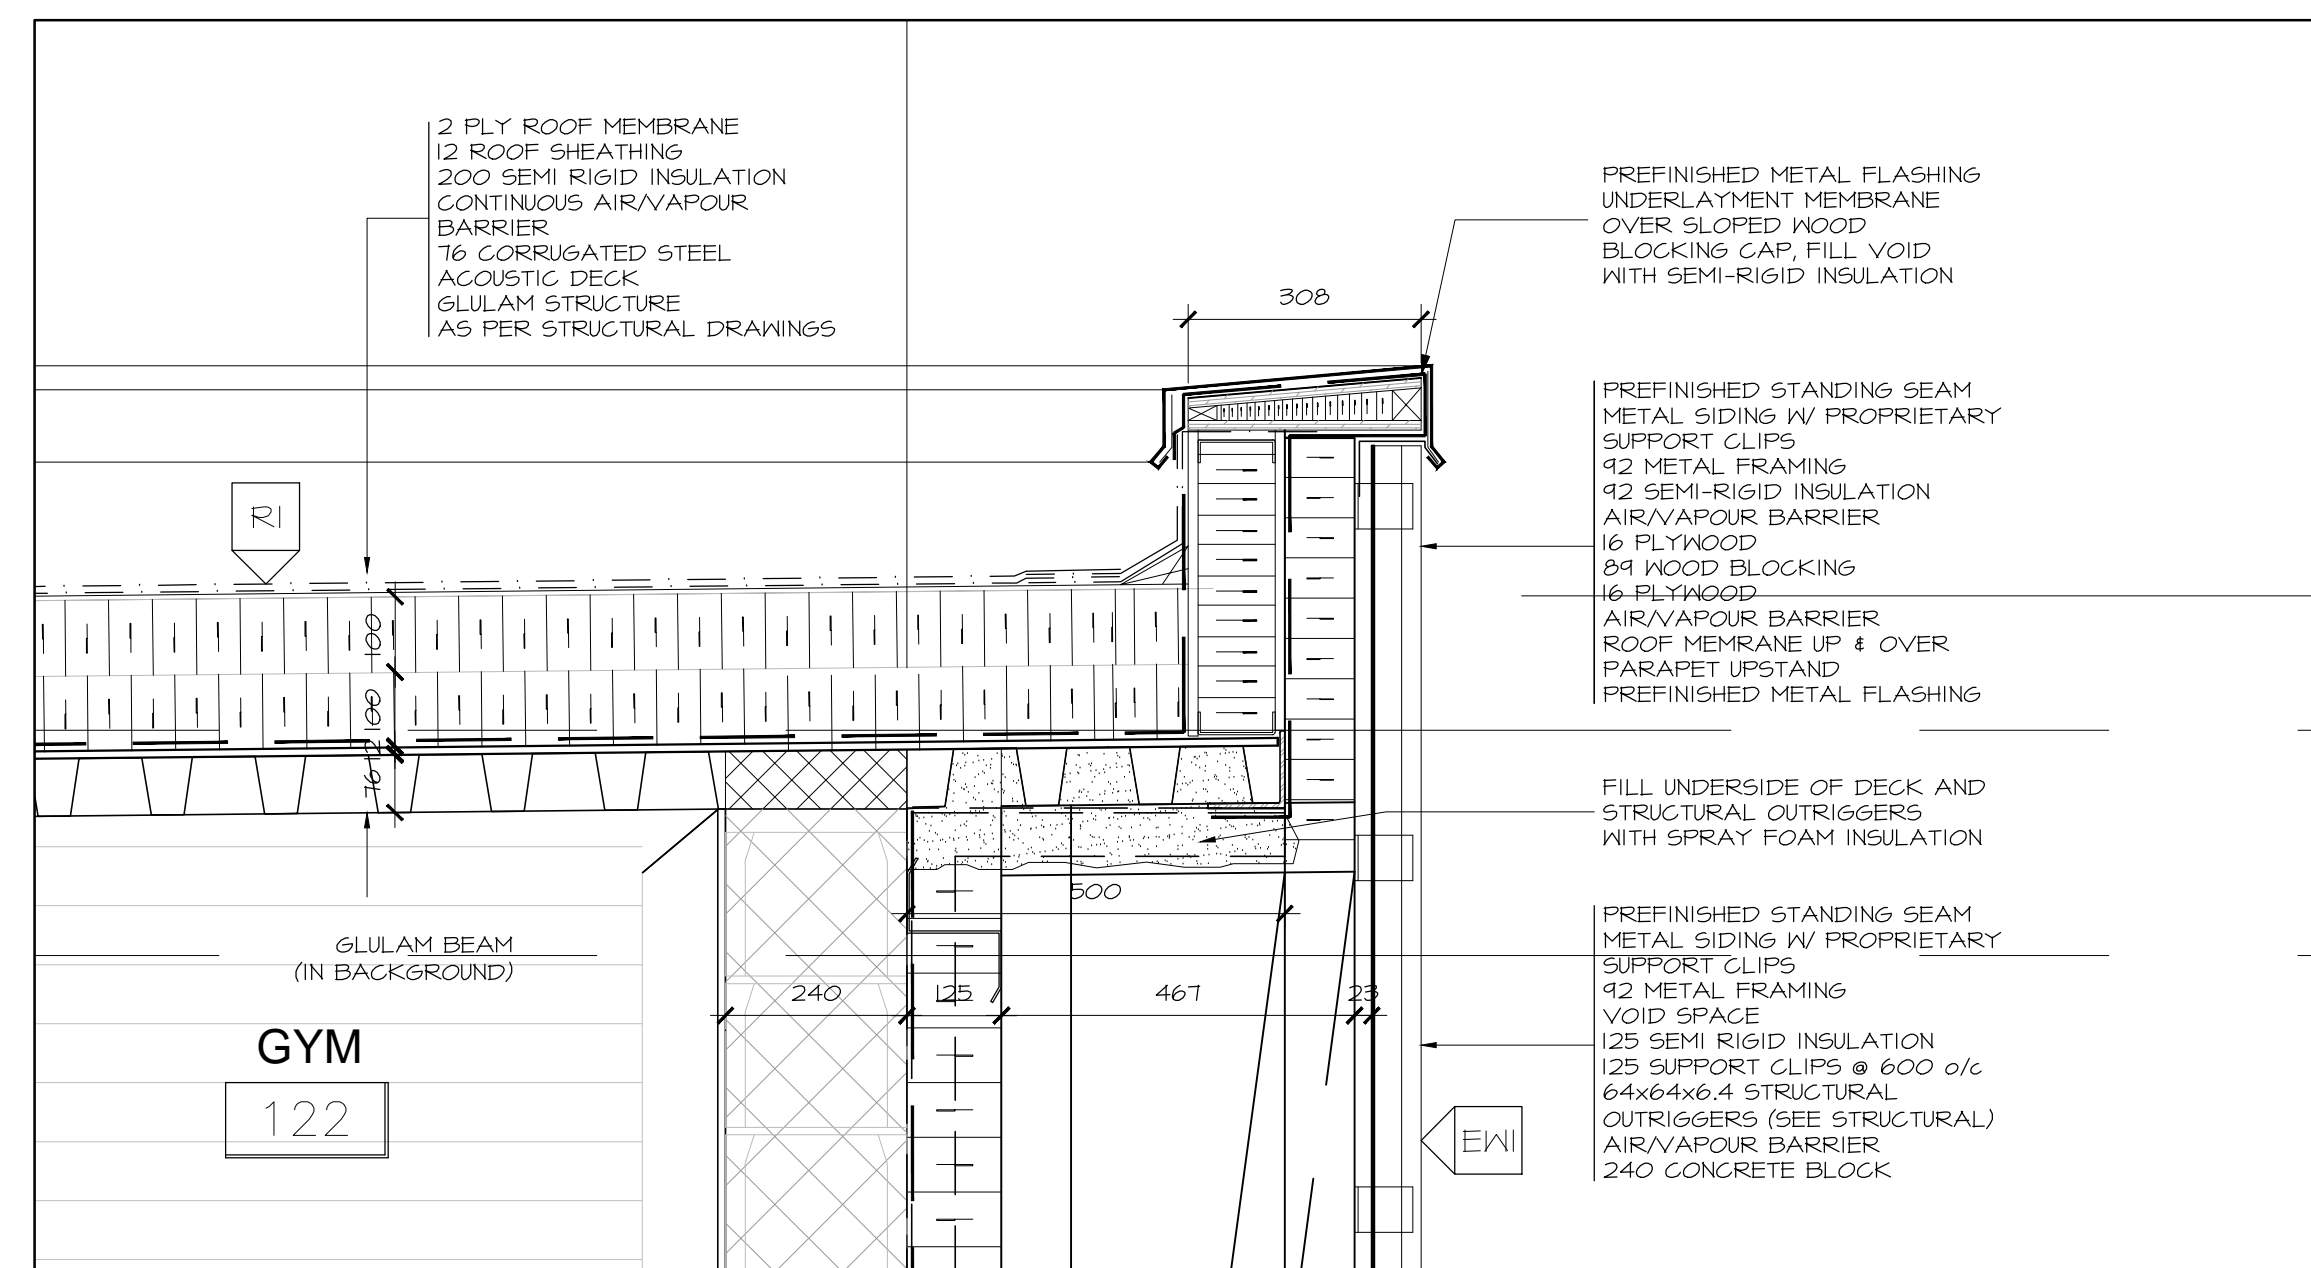 2 PLY ROOF MEMBRANE
12 ROOF SHEATHING
200 SEMI RIGID INSULATION
CONTINUOUS AIR/VAPOUR
BARRIER
76 CORRUGATED STEEL
ACOUSTIC DECK
GLULAM STRUCTURE
AS PER STRUCTURAL DRAWINGS
PREFINISHED METAL FLASHING
UNDERLAYMENT MEMBRANE
OVER SLOPED WOOD
BLOCKING CAP, FILL VOID
WITH SEMI-RIGID INSULATION
308
PREFINISHED STANDING SEAM
METAL SIDING W/ PROPRIETARY
SUPPORT CLIPS
92 METAL FRAMING
92 SEMI-RIGID INSULATION
AIR/VAPOUR BARRIER
16 PLYWOOD
89 WOOD BLOCKING
16 PLYWOOD
AIR/VAPOUR BARRIER
ROOF MEMRANE UP & OVER
PARAPET UPSTAND
PREFINISHED METAL FLASHING
R1
100
100
12
76
FILL UNDERSIDE OF DECK AND
STRUCTURAL OUTRIGGERS
WITH SPRAY FOAM INSULATION
500
GLULAM BEAM
(IN BACKGROUND)
240
125
467
23
GYM
122
PREFINISHED STANDING SEAM
METAL SIDING W/ PROPRIETARY
SUPPORT CLIPS
92 METAL FRAMING
VOID SPACE
125 SEMI RIGID INSULATION
125 SUPPORT CLIPS @ 600 o/c
64x64x6.4 STRUCTURAL
OUTRIGGERS (SEE STRUCTURAL)
AIR/VAPOUR BARRIER
240 CONCRETE BLOCK
EW1